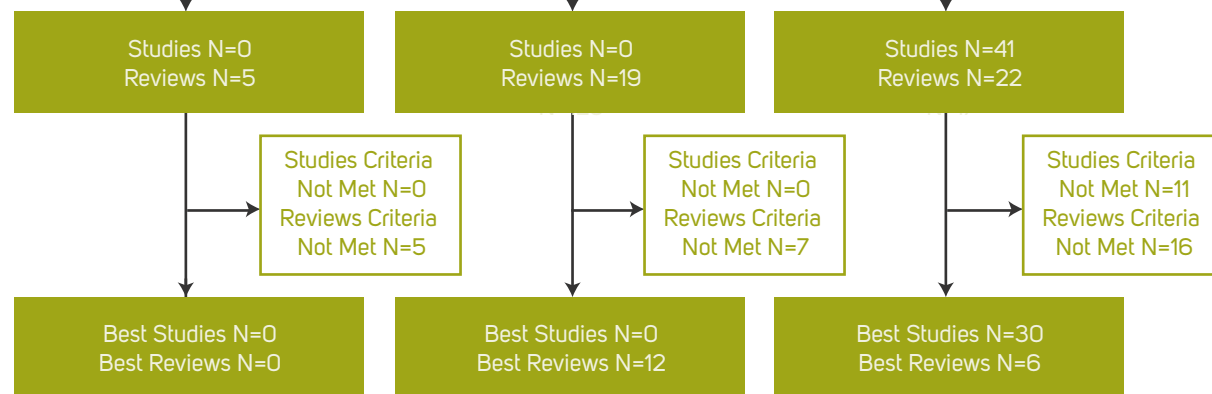 Studies N=0
Reviews N=5
Studies N=0
Reviews N=19
Studies N=41
Reviews N=22
Studies Criteria
Not Met N=0
Reviews Criteria
Not Met N=5
Studies Criteria
Not Met N=0
Reviews Criteria
Not Met N=7
Studies Criteria
Not Met N=11
Reviews Criteria
Not Met N=16
Best Studies N=0
Best Reviews N=0
Best Studies N=0
Best Reviews N=12
Best Studies N=30
Best Reviews N=6